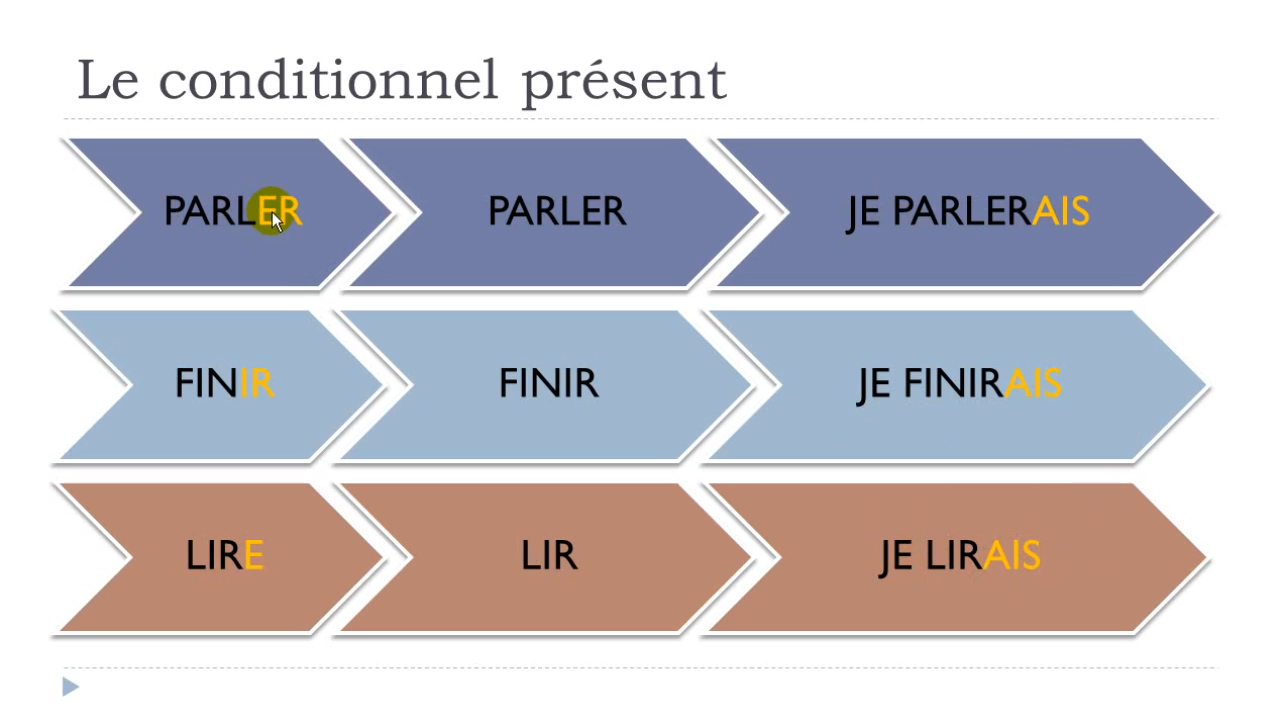 Le conditionnel présent
PARLER PARLER JE PARLERAIS
FINIR FINIR JE FINIRAIS
LIRE LIR JE LIRAIS